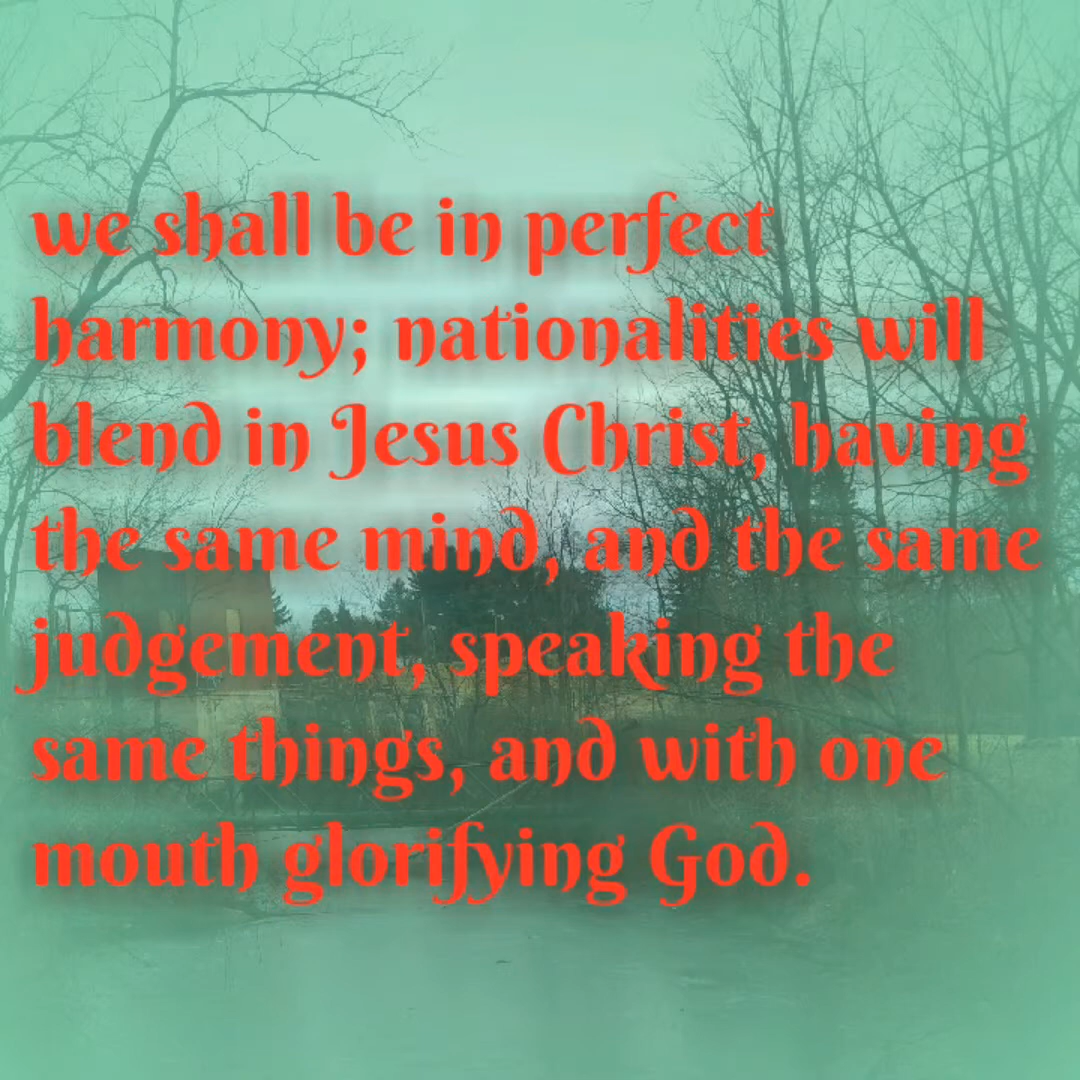 we shall be in perfect
harmony; nationalities will
blend in Jesus Christ, having
the same mind, and the same
judgement, speaking the
same things, and with one
mouth glorifying God.